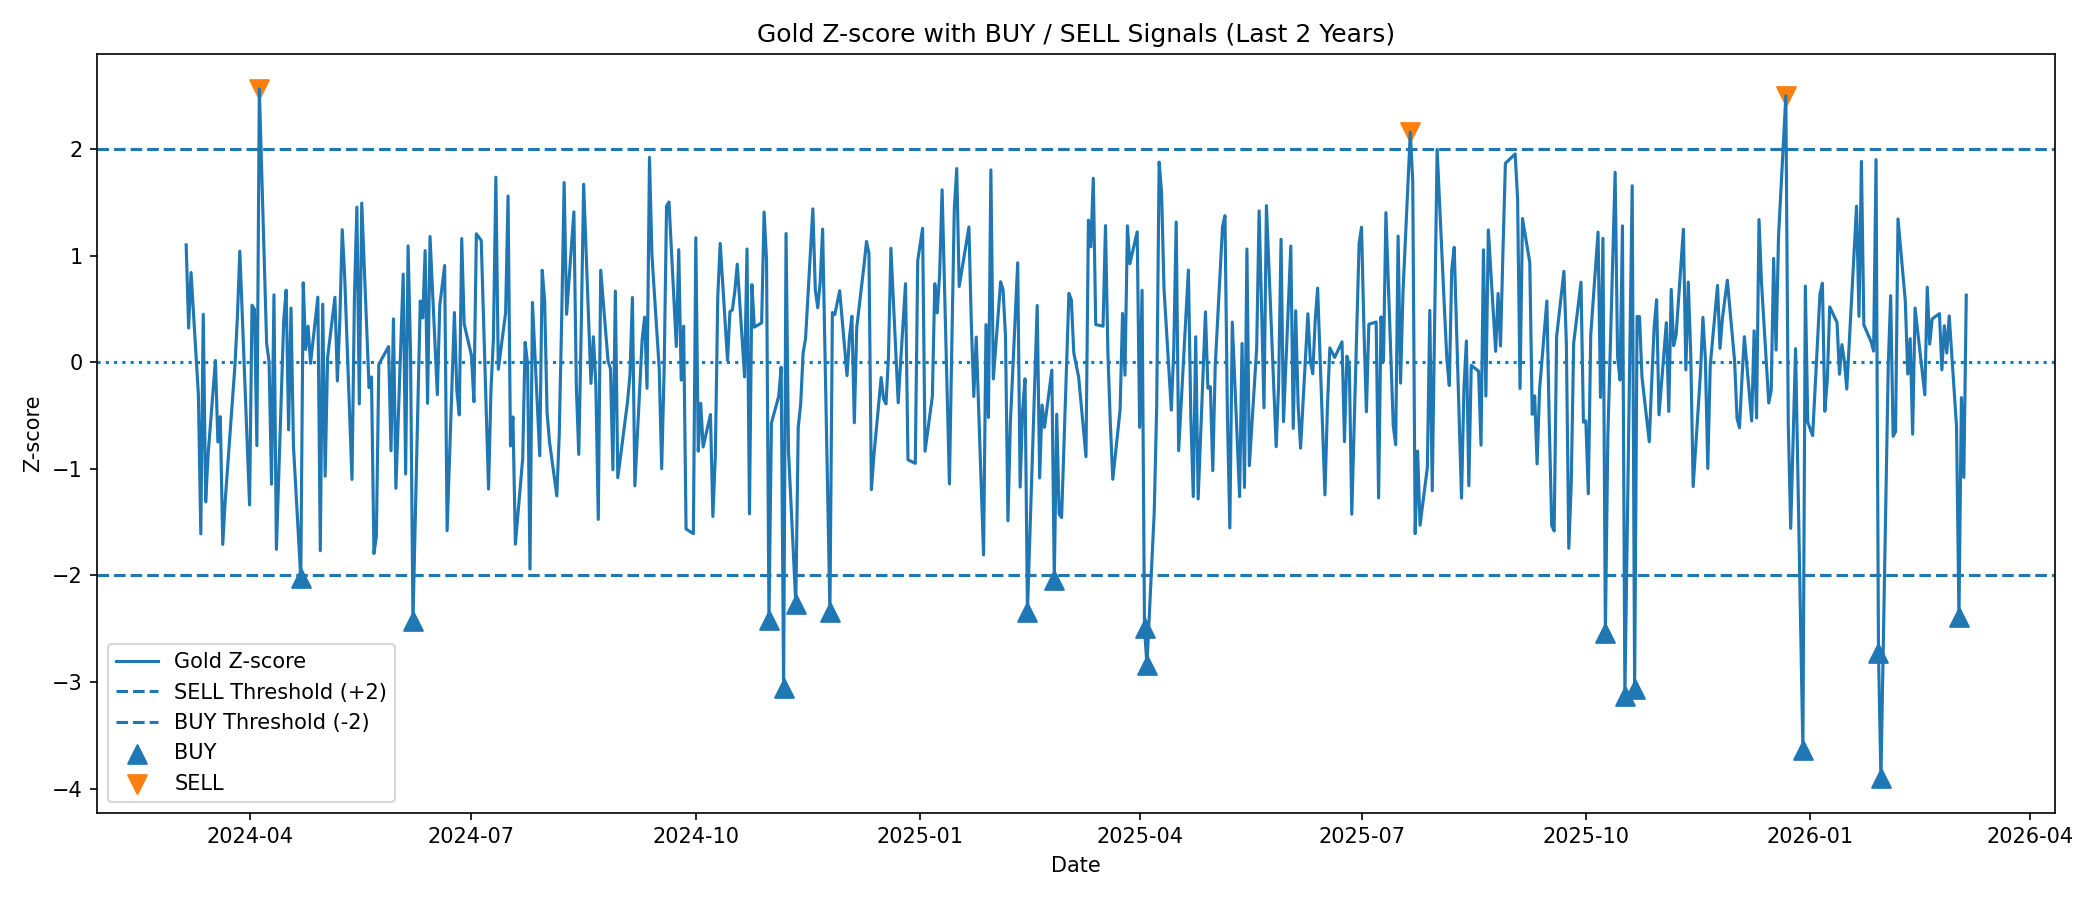 Gold Z-score with BUY / SELL Signals (Last 2 Years)
Z-score
2
1
0
−1
−2
−3
−4
Gold Z-score
SELL Threshold (+2)
BUY Threshold (-2)
BUY
SELL
2024-04 2024-07 2024-10 2025-01 2025-04 2025-07 2025-10 2026-01 2026-04
Date